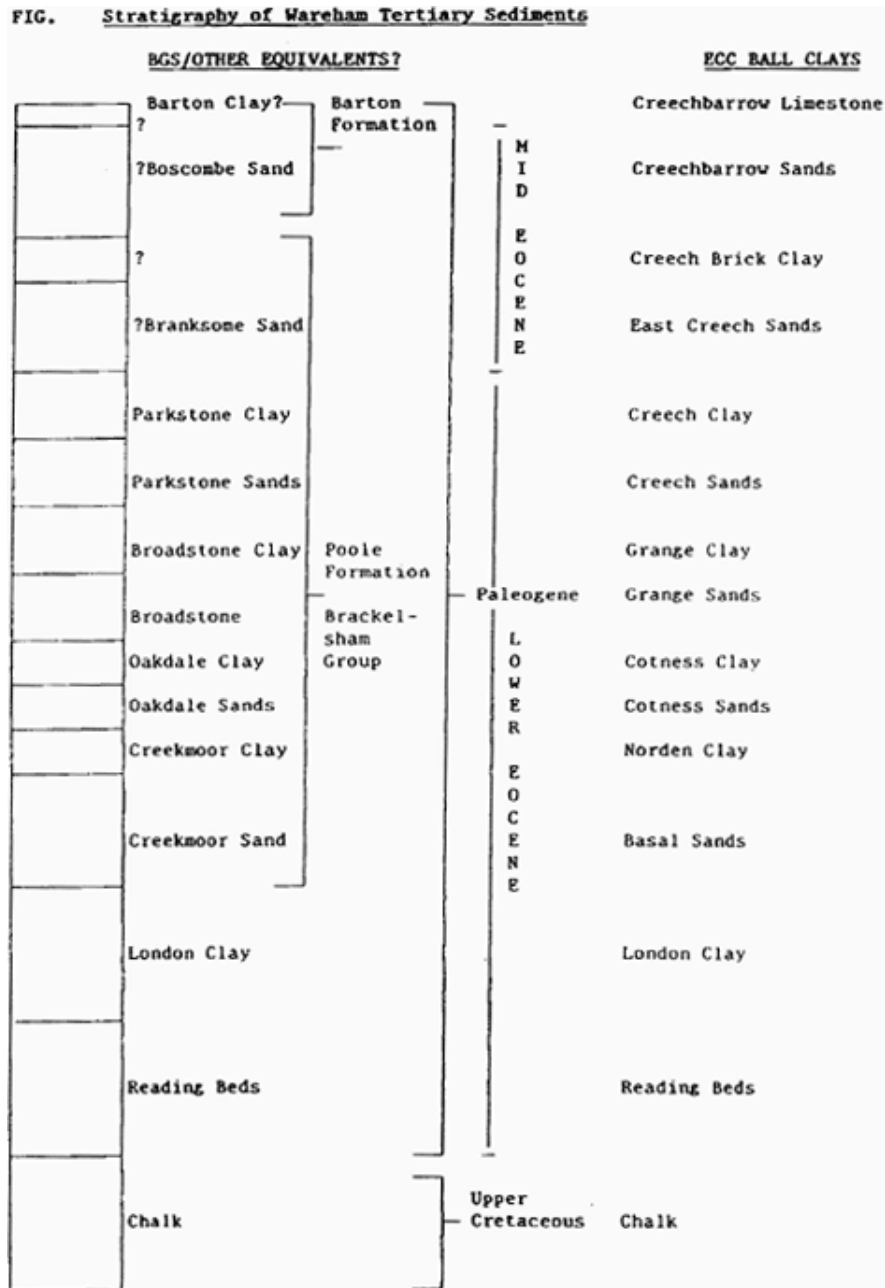 FIG. Stratigraphy of Wareham Tertiary Sediments
BGS/OTHER EQUIVALENTS? ECC BALL CLAYS
Barton Clay? Barton Creechbarrow Limestone
? Formation
?Boscombe Sand Creechbarrow Sands
MID EOCENE
? Creech Brick Clay
?Branksome Sand East Creech Sands
Parkstone Clay Creech Clay
Parkstone Sands Creech Sands
Broadstone Clay Poole Grange Clay
Formation
Paleogene Grange Sands
Broadstone Brackel-
sham
Oakdale Clay Group Cotness Clay
LOWER EOCENE
Oakdale Sands Cotness Sands
Creekmoor Clay Norden Clay
Creekmoor Sand Basal Sands
London Clay London Clay
Reading Beds Reading Beds
Upper
Chalk Cretaceous Chalk